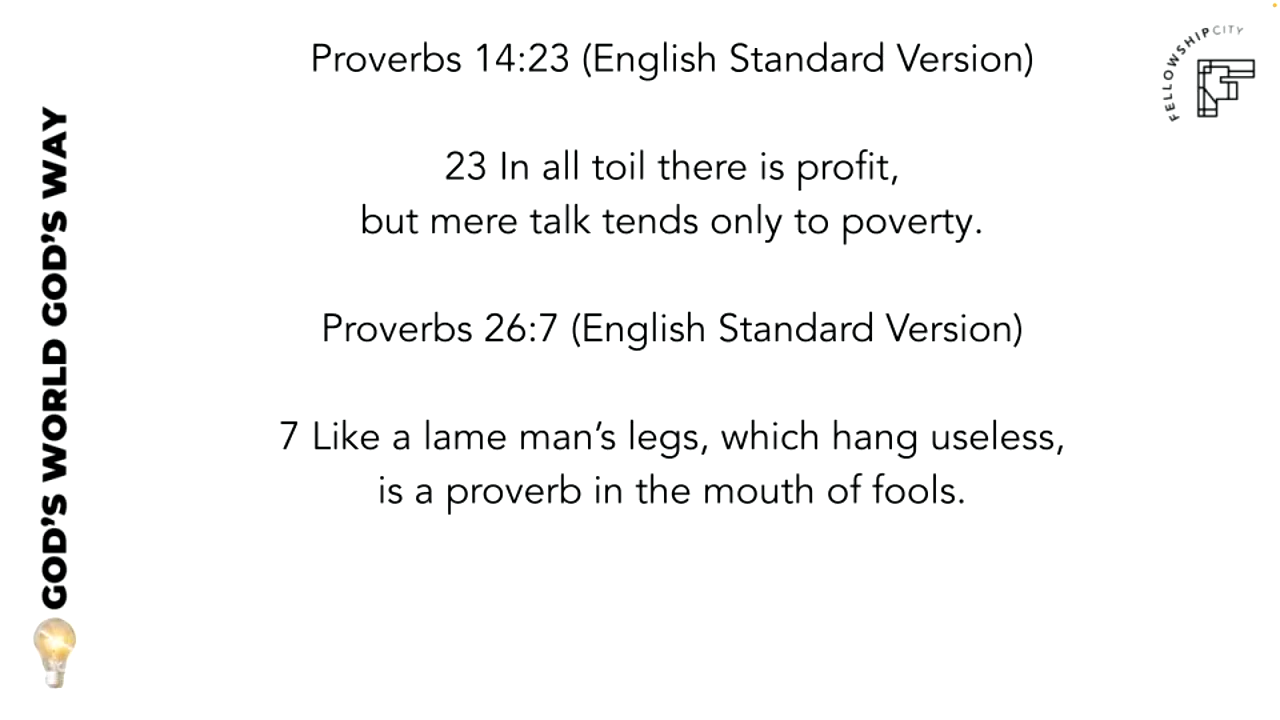 Proverbs 14:23 (English Standard Version)
23 In all toil there is profit,
but mere talk tends only to poverty.
Proverbs 26:7 (English Standard Version)
7 Like a lame man’s legs, which hang useless,
is a proverb in the mouth of fools.
GOD’S WORLD GOD’S WAY
FELLOWSHIPCITY